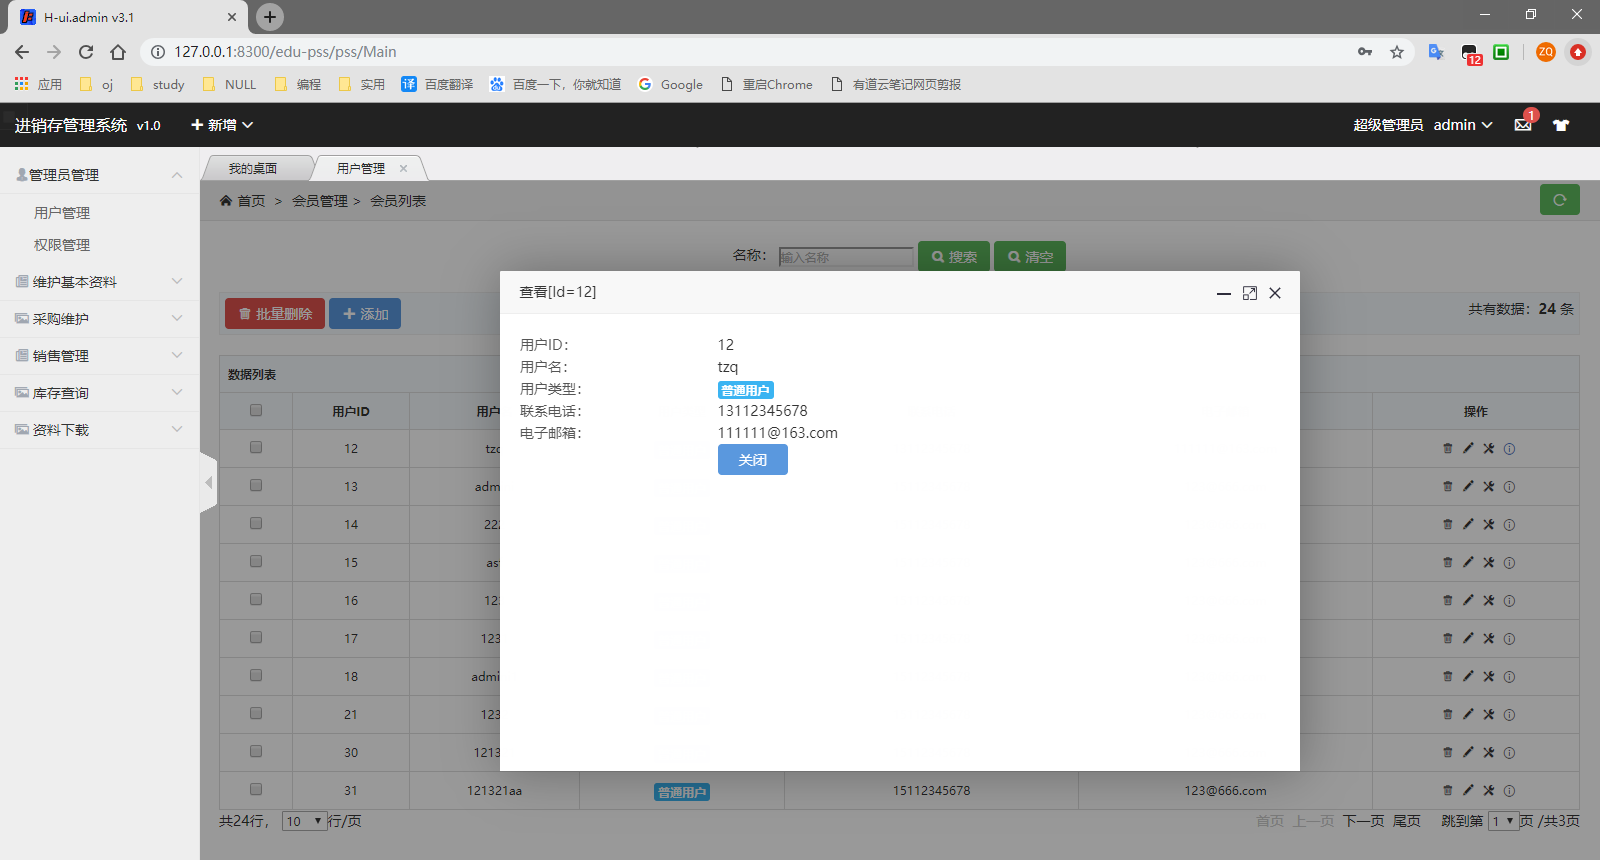 H-ui.admin v3.1
127.0.0.1:8300/edu-pss/pss/Main
12
ZQ
应用 oj study NULL 编程 实用 译 百度翻译 百度一下，你就知道 Google 重启Chrome 有道云笔记网页剪报
进销存管理系统 v1.0 新增 超级管理员 admin 1
管理员管理
用户管理
权限管理
维护基本资料
采购维护
销售管理
库存查询
资料下载
我的桌面 用户管理
首页 > 会员管理 > 会员列表
名称： 输入名称 搜索 清空
批量删除 添加 共有数据：24 条
数据列表
用户ID 用户 操作
12 tzq
13 adm
14 222
15 as
16 12
17 123
18 admi
21 123
30 1213
31 121321aa 普通用户 15112345678 123@666.com
共24行， 10 行/页 首页 上一页 下一页 尾页 跳到第 1 页 /共3页
查看[Id=12]
用户ID： 12
用户名： tzq
用户类型： 普通用户
联系电话： 13112345678
电子邮箱： 111111@163.com
关闭